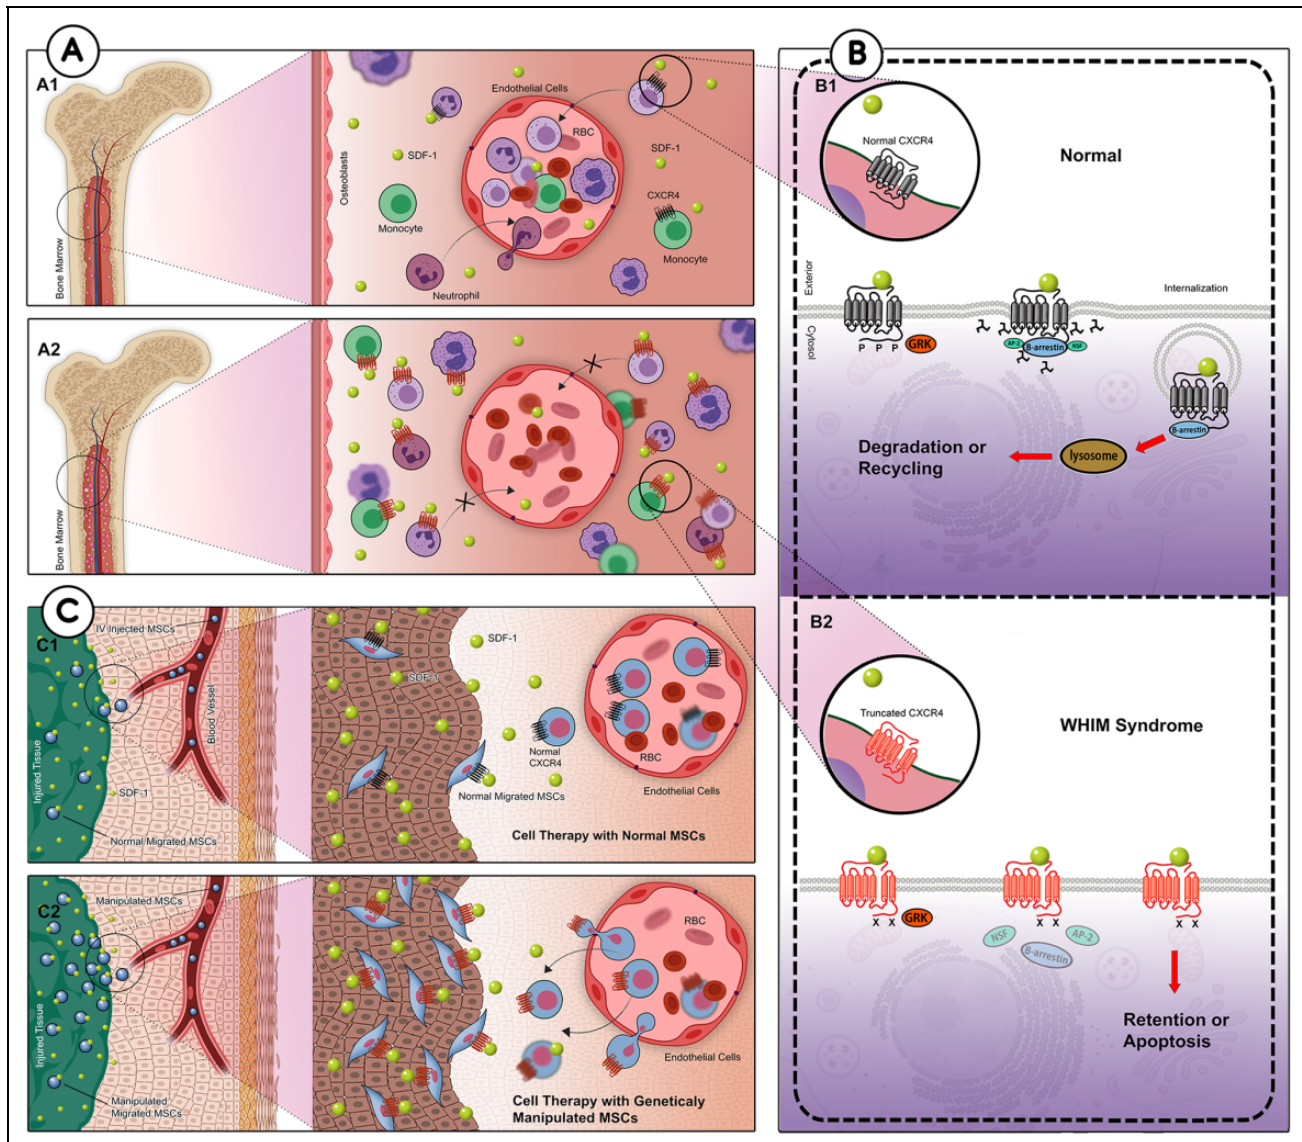 A
A1
Bone Marrow
Osteoblasts
Endothelial Cells
RBC
SDF-1
SDF-1
CXCR4
Monocyte
Monocyte
Neutrophil
A2
Bone Marrow
B
B1
Normal CXCR4
Normal
Exterior
Cytosol
Internalization
P P P
GRK
AP-2
B-arrestin
NSF
B-arrestin
lysosome
Degradation or
Recycling
B2
Truncated CXCR4
WHIM Syndrome
X X
GRK
X X
NSF
AP-2
B-arrestin
X X
Retention or
Apoptosis
C
C1
IV Injected MSCs
Blood Vessel
Injured Tissue
SDF-1
Normal Migrated MSCs
SDF-1
SDF-1
Normal
CXCR4
Normal Migrated MSCs
RBC
Endothelial Cells
Cell Therapy with Normal MSCs
C2
Manipulated MSCs
Injured Tissue
Manipulated
Migrated MSCs
RBC
Endothelial Cells
Cell Therapy with Geneticaly
Manipulated MSCs